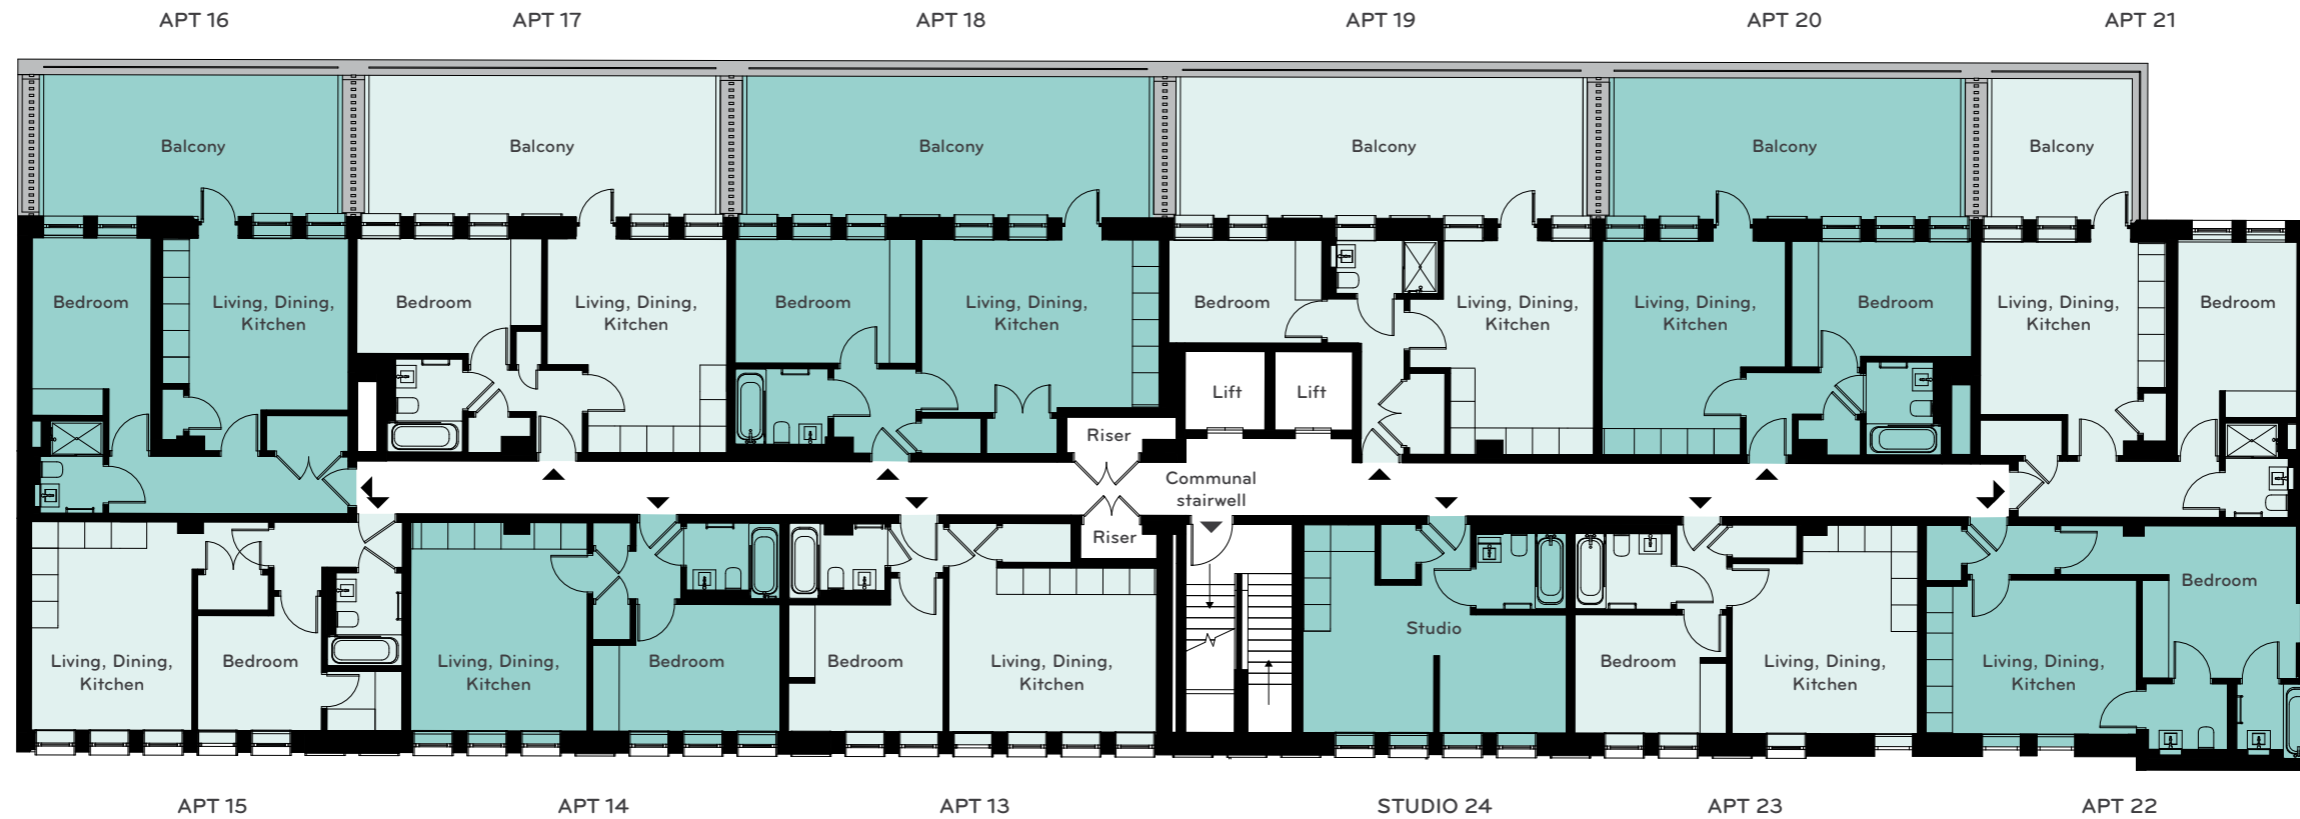 APT 16
APT 17
APT 18
APT 19
APT 20
APT 21
Balcony
Balcony
Balcony
Balcony
Balcony
Balcony
Bedroom
Living, Dining,
Kitchen
Bedroom
Living, Dining,
Kitchen
Bedroom
Living, Dining,
Kitchen
Bedroom
Living, Dining,
Kitchen
Living, Dining,
Kitchen
Bedroom
Living, Dining,
Kitchen
Bedroom
Lift
Lift
Riser
Communal
stairwell
Riser
Living, Dining,
Kitchen
Bedroom
Living, Dining,
Kitchen
Bedroom
Bedroom
Living, Dining,
Kitchen
Studio
Bedroom
Living, Dining,
Kitchen
Living, Dining,
Kitchen
Bedroom
APT 15
APT 14
APT 13
STUDIO 24
APT 23
APT 22